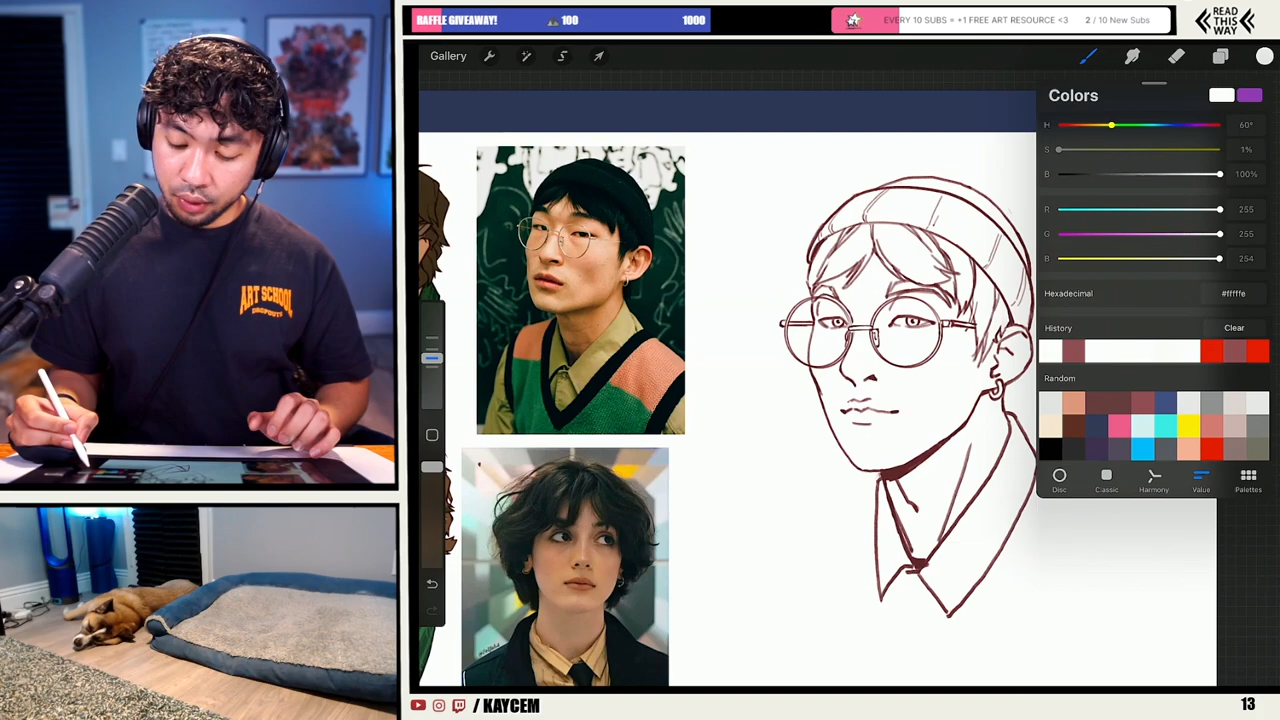 RAFFLE GIVEAWAY! 100 1000
EVERY 10 SUBS = +1 FREE ART RESOURCE <3 2 / 10 New Subs
READ
THIS
WAY
Gallery
Colors
H 60°
S 1%
B 100%
R 255
G 255
B 254
Hexadecimal #fffffe
History Clear
Random
Disc Classic Harmony Value Palettes
ART SCHOOL
DROPOUTS
/ KAYCEM
13